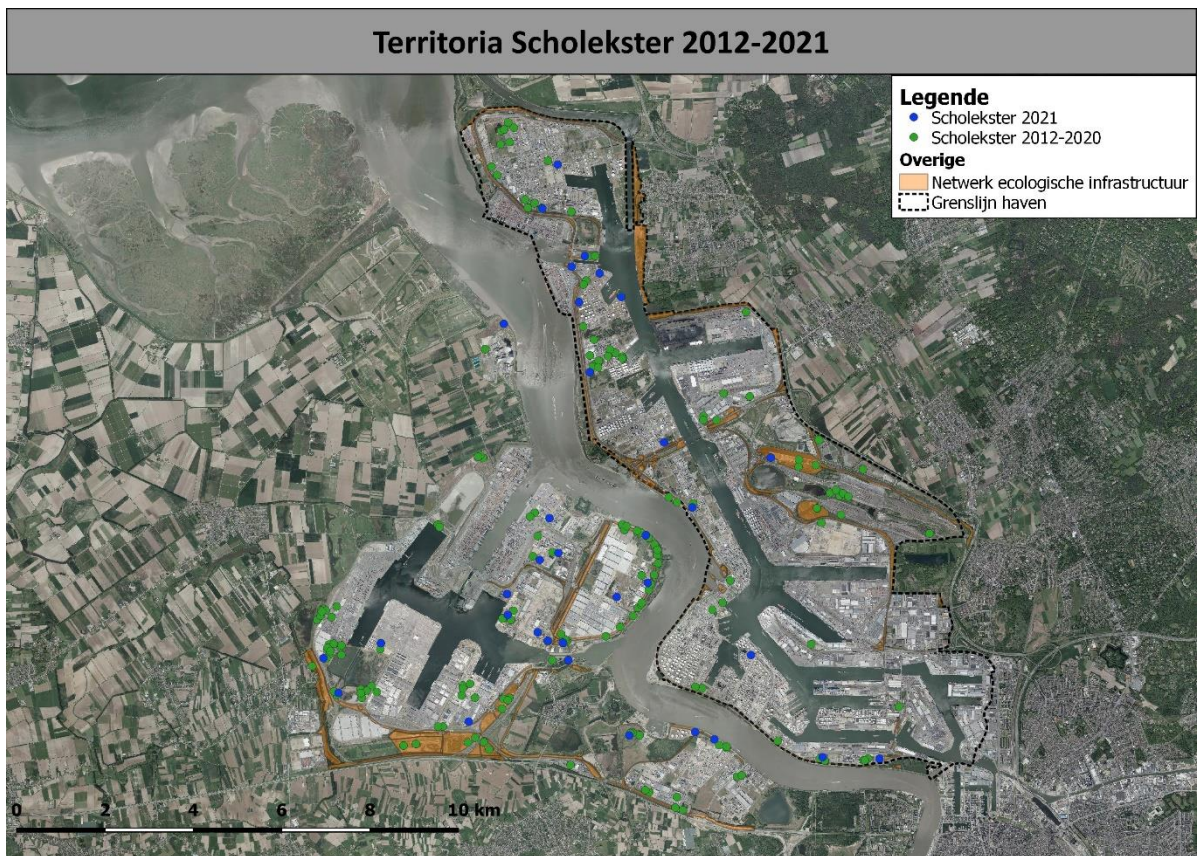 Territoria Scholekster 2012-2021
Legende
Scholekster 2021
Scholekster 2012-2020
Overige
Netwerk ecologische infrastructuur
Grenslijn haven
0 2 4 6 8 10 km